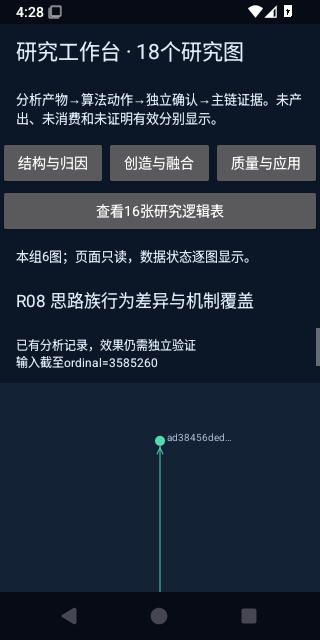 4:28
研究工作台 · 18个研究图
分析产物→算法动作→独立确认→主链证据。未产
出、未消费和未证明有效分别显示。
结构与归因
创造与融合
质量与应用
查看16张研究逻辑表
本组6图；页面只读，数据状态逐图显示。
R08 思路族行为差异与机制覆盖
已有分析记录，效果仍需独立验证
输入截至ordinal=3585260
ad38456ded…